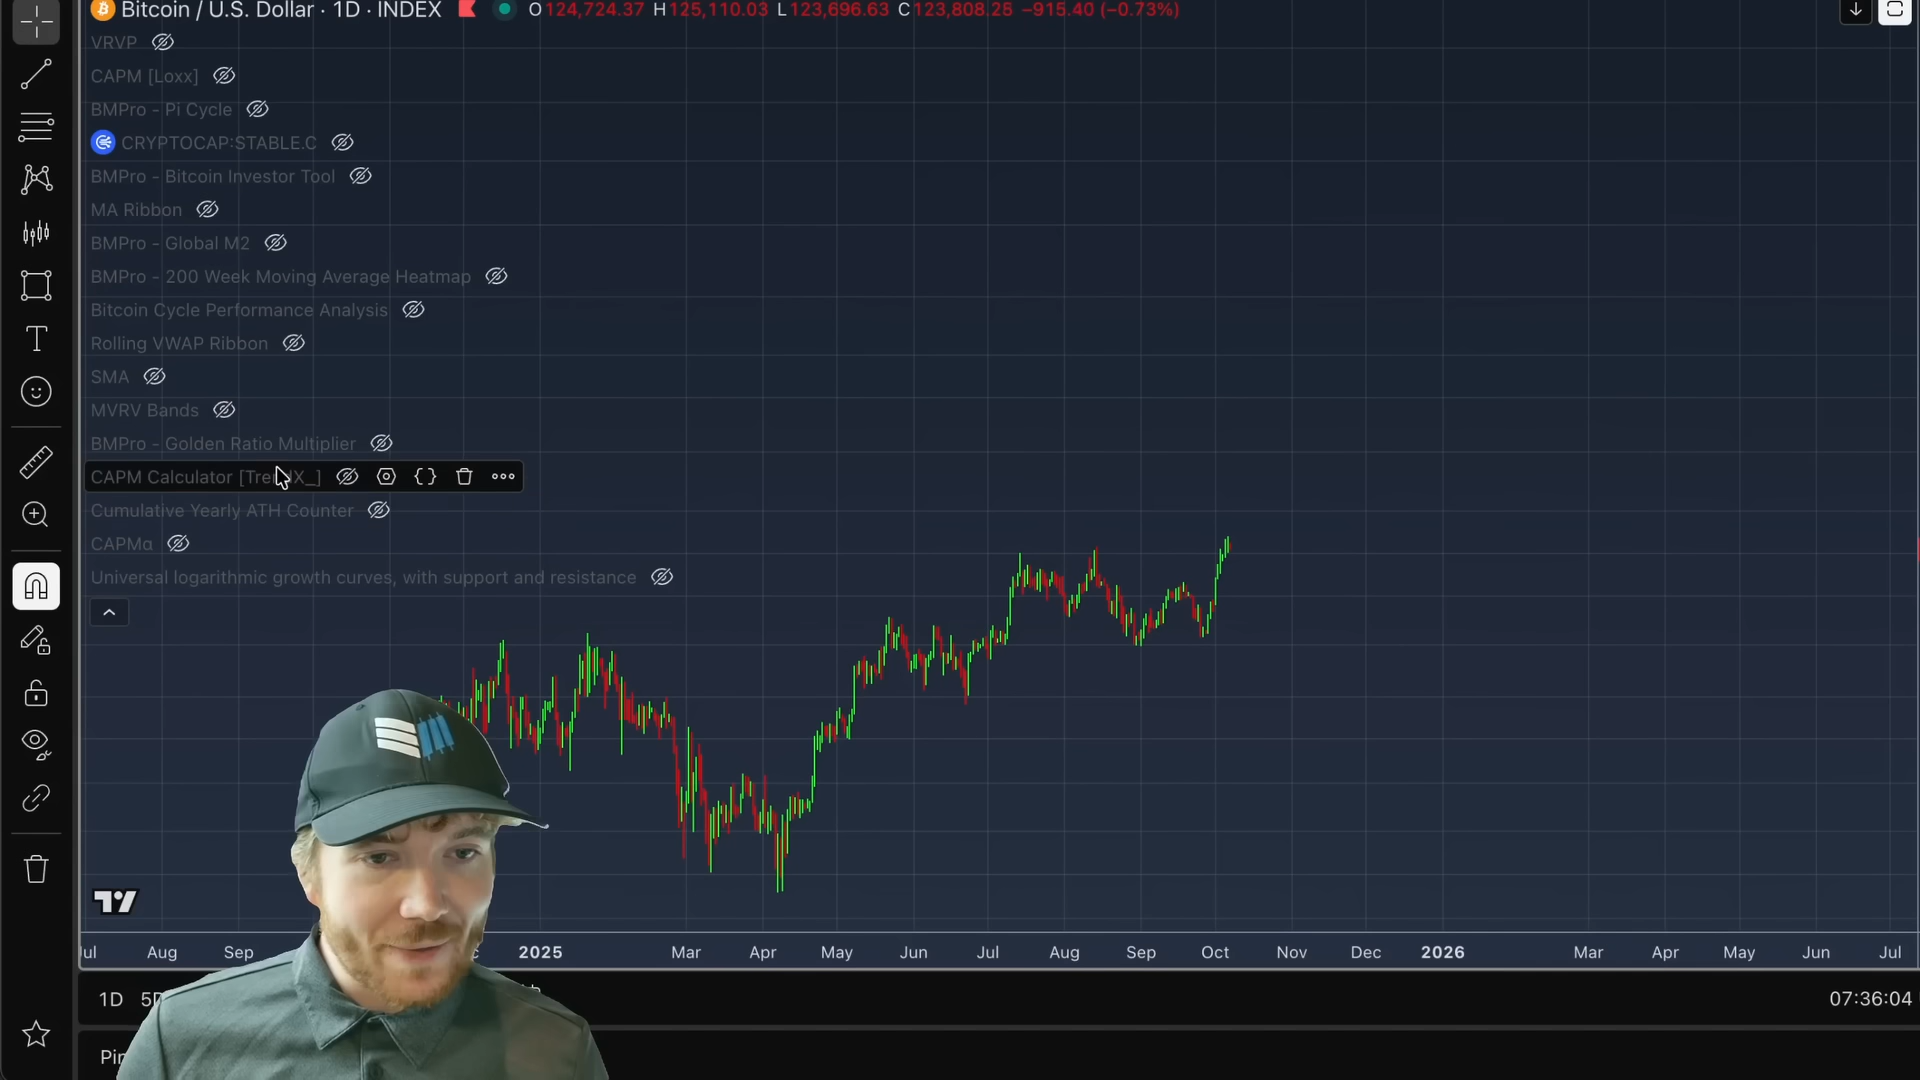 Bitcoin / U.S. Dollar · 1D · INDEX O124,724.37 H125,110.03 L123,696.63 C123,808.25 −915.40 (−0.73%)
VRVP
CAPM [Loxx]
BMPro - Pi Cycle
CRYPTOCAP:STABLE.C
BMPro - Bitcoin Investor Tool
MA Ribbon
BMPro - Global M2
BMPro - 200 Week Moving Average Heatmap
Bitcoin Cycle Performance Analysis
Rolling VWAP Ribbon
SMA
MVRV Bands
BMPro - Golden Ratio Multiplier
CAPM Calculator
Cumulative Yearly ATH Counter
CAPMα
Universal logarithmic growth curves, with support and resistance
Aug Sep 2025 Mar Apr May Jun Jul Aug Sep Oct Nov Dec 2026 Mar Apr May Jun Jul
1D
07:36:04